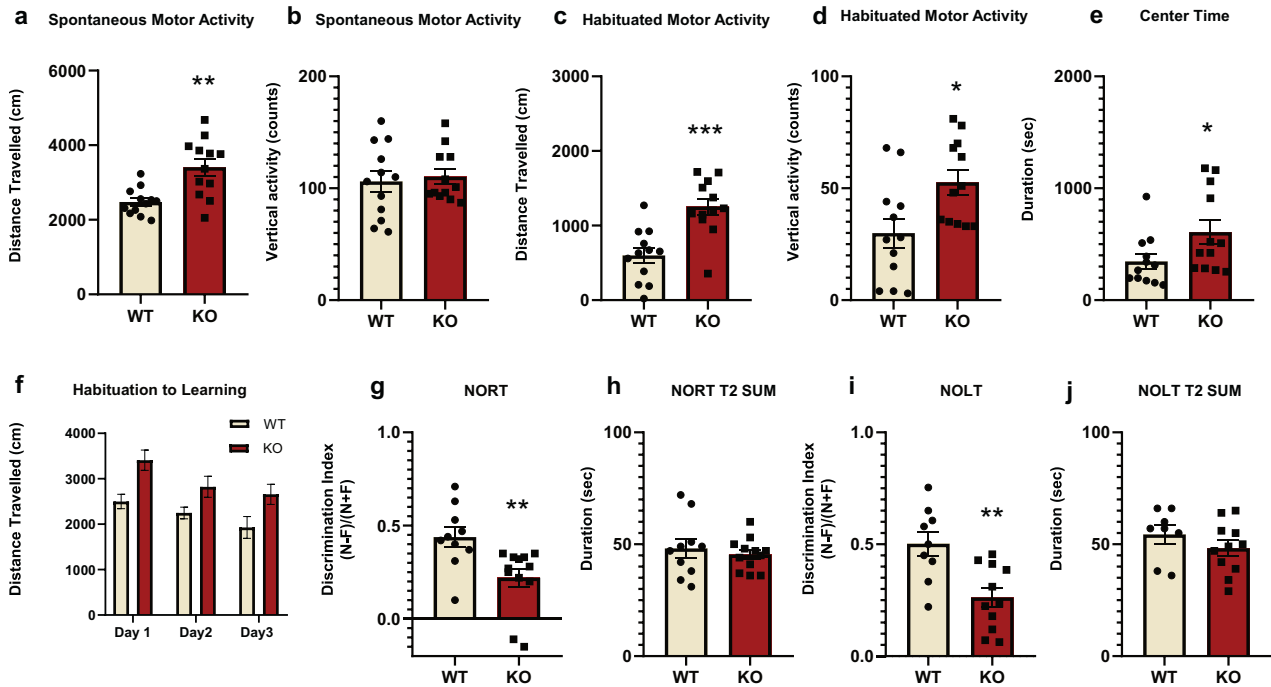 a Spontaneous Motor Activity
Distance Travelled (cm)
6000
4000
2000
0
**
WT KO
b Spontaneous Motor Activity
Vertical activity (counts)
200
100
0
WT KO
c Habituated Motor Activity
Distance Travelled (cm)
3000
2000
1000
0
***
WT KO
d Habituated Motor Activity
Vertical activity (counts)
100
50
0
*
WT KO
e Center Time
Duration (sec)
2000
1000
0
*
WT KO
f Habituation to Learning
Distance Travelled (cm)
4000
3000
2000
1000
0
WT
KO
Day 1 Day2 Day3
g NORT
Discrimination Index
(N-F)/(N+F)
1.0
0.5
0.0
**
WT KO
h NORT T2 SUM
Duration (sec)
100
50
0
WT KO
i NOLT
Discrimination Index
(N-F)/(N+F)
1.0
0.5
0.0
**
WT KO
j NOLT T2 SUM
Duration (sec)
100
50
0
WT KO